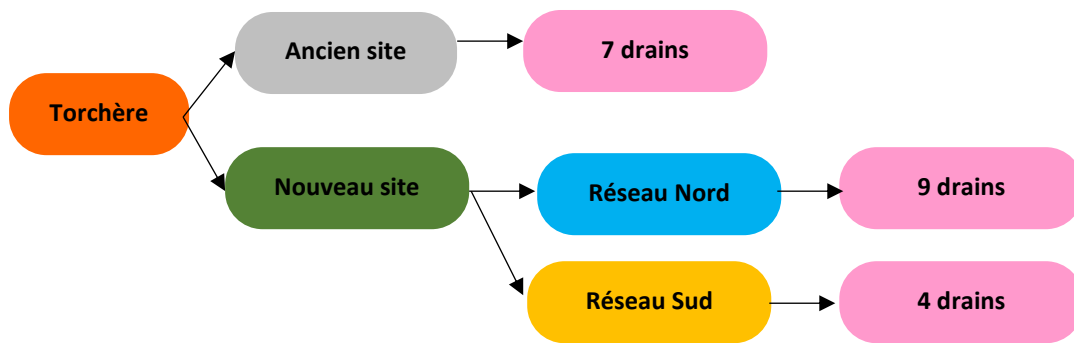 Ancien site
7 drains
Torchère
Nouveau site
Réseau Nord
9 drains
Réseau Sud
4 drains